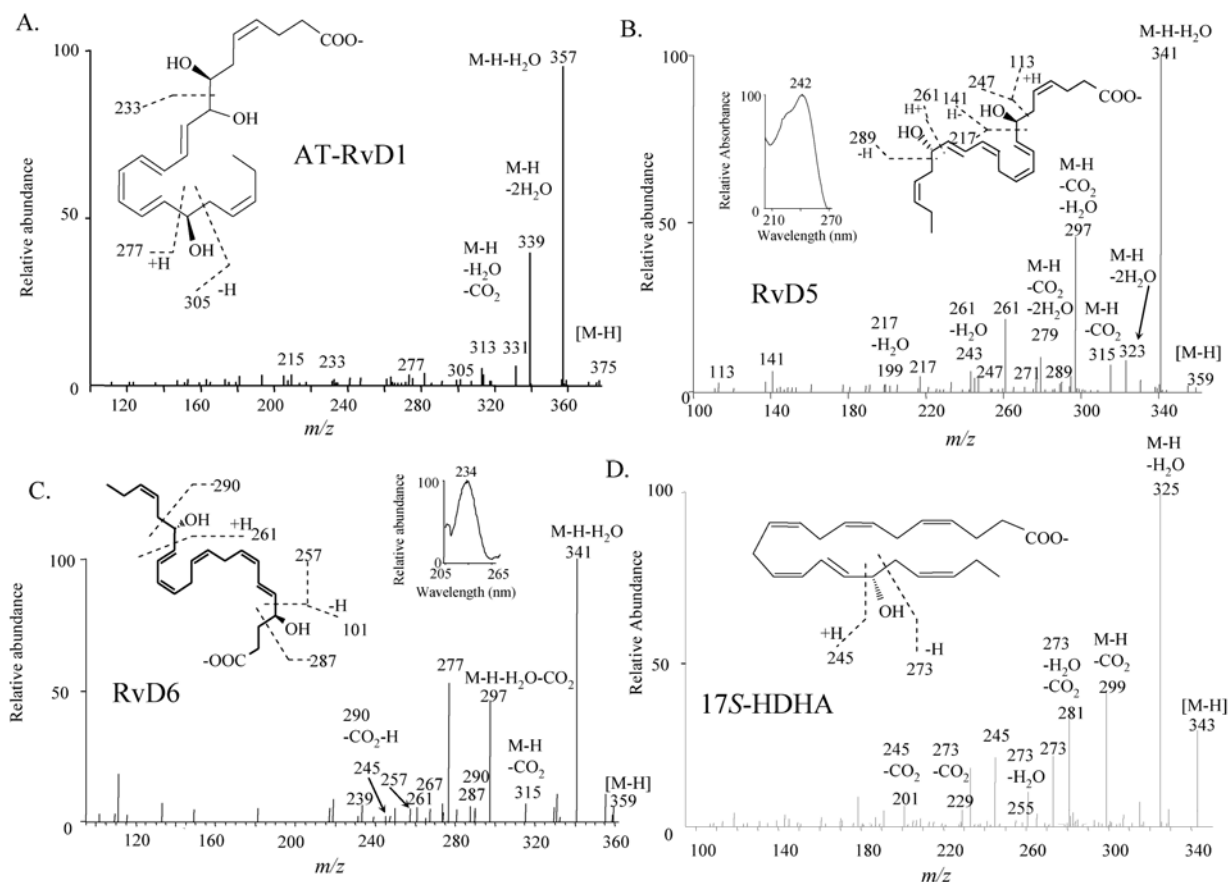 A.
COO-
HO
OH
233
AT-RvD1
277
+H
305
-H
OH
M-H-H2O
357
M-H
-2H2O
339
M-H
-H2O
-CO2
313
331
[M-H]
375
215
233
277
305
100
50
0
Relative abundance
120
160
200
240
280
320
360
m/z
B.
M-H-H2O
341
113
+H
247
141
H-
261
H+
217
289
-H
HO
HO
COO-
242
100
0
Relative Absorbance
210
270
Wavelength (nm)
RvD5
M-H
-CO2
-H2O
297
M-H
-2H2O
323
M-H
-CO2
-2H2O
279
M-H
-CO2
315
[M-H]
359
261
-H2O
243
261
217
-H2O
199
217
247
271
289
113
141
100
50
0
Relative abundance
100
140
180
220
260
300
340
m/z
C.
290
OH
+H
261
257
-H
101
OH
287
-OOC
RvD6
234
100
50
0
Relative abundance
205
265
Wavelength (nm)
M-H-H2O
341
277
M-H-H2O-CO2
297
290
-CO2-H
245
257
267
261
290
287
239
M-H
-CO2
315
[M-H]
359
100
50
0
Relative abundance
120
160
200
240
280
320
360
m/z
D.
M-H
-H2O
325
COO-
OH
+H
245
-H
273
17S-HDHA
273
-H2O
-CO2
281
M-H
-CO2
299
[M-H]
343
245
-CO2
201
273
-CO2
229
245
273
-H2O
255
273
100
50
0
Relative Abundance
100
140
180
220
260
300
340
m/z